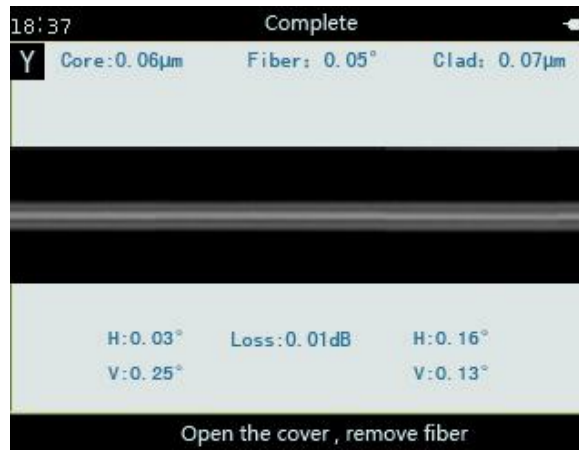 18:37 Complete
Y Core:0.06μm Fiber: 0.05° Clad: 0.07μm
H:0.03° Loss:0.01dB H:0.16°
V:0.25° V:0.13°
Open the cover , remove fiber